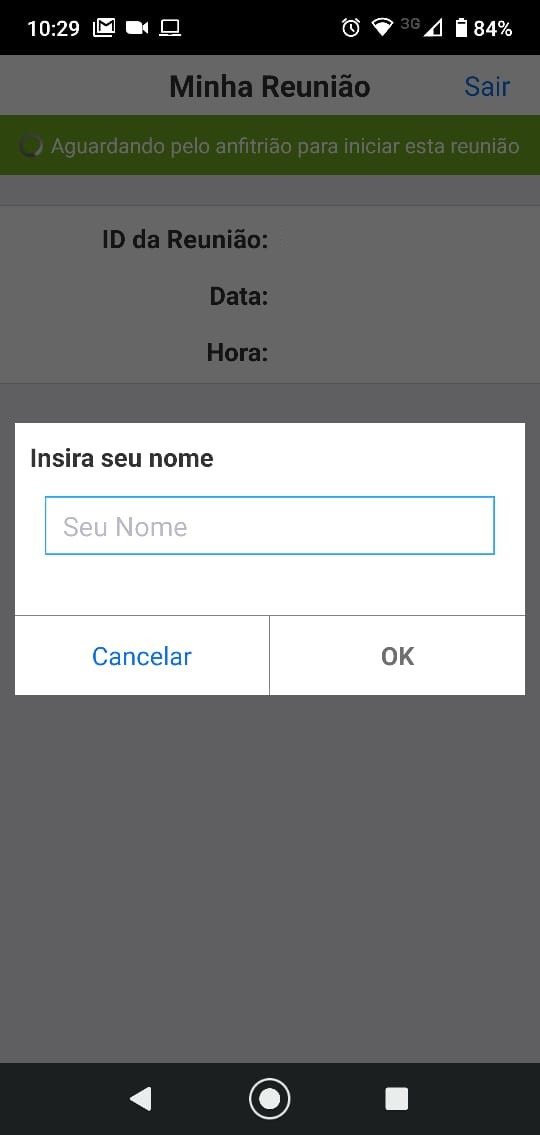 10:29 3G 84%
Minha Reunião Sair
Aguardando pelo anfitrião para iniciar esta reunião
ID da Reunião:
Data:
Hora:
Insira seu nome
Seu Nome
Cancelar OK